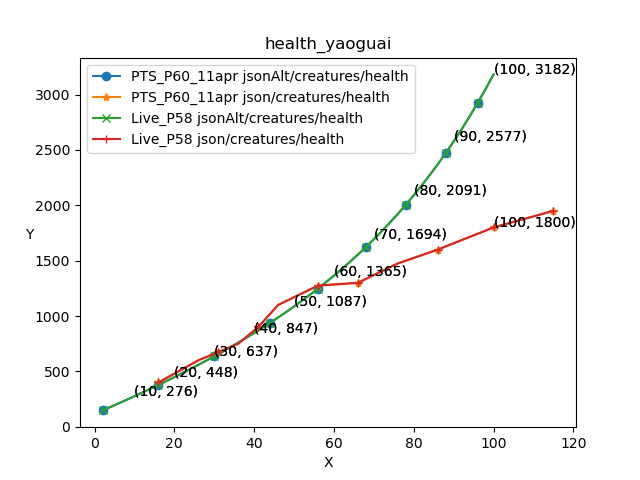 health_yaoguai
PTS_P60_11apr jsonAlt/creatures/health
PTS_P60_11apr json/creatures/health
Live_P58 jsonAlt/creatures/health
Live_P58 json/creatures/health
(100, 3182)
3000
(90, 2577)
2500
(80, 2091)
2000
(100, 1800)
Y
(70, 1694)
1500
(60, 1365)
(50, 1087)
1000
(40, 847)
(30, 637)
500
(20, 448)
(10, 276)
0
0 20 40 60 80 100 120
X